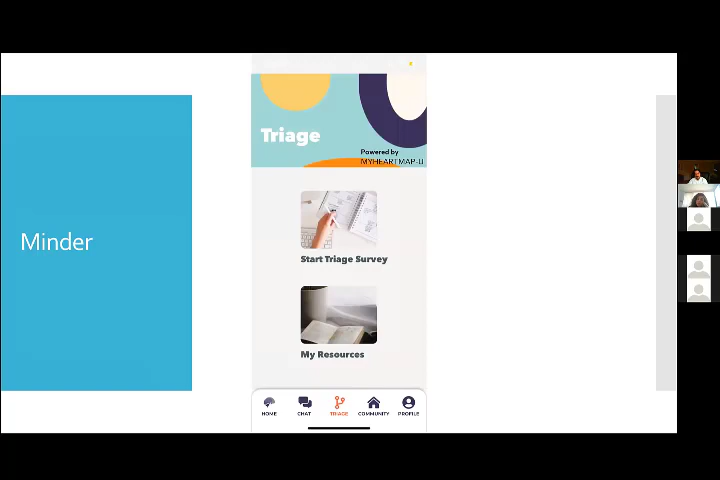 Minder
Triage
Powered by
MYHEARTMAP-U
Start Triage Survey
My Resources
HOME
CHAT
TRIAGE
COMMUNITY
PROFILE